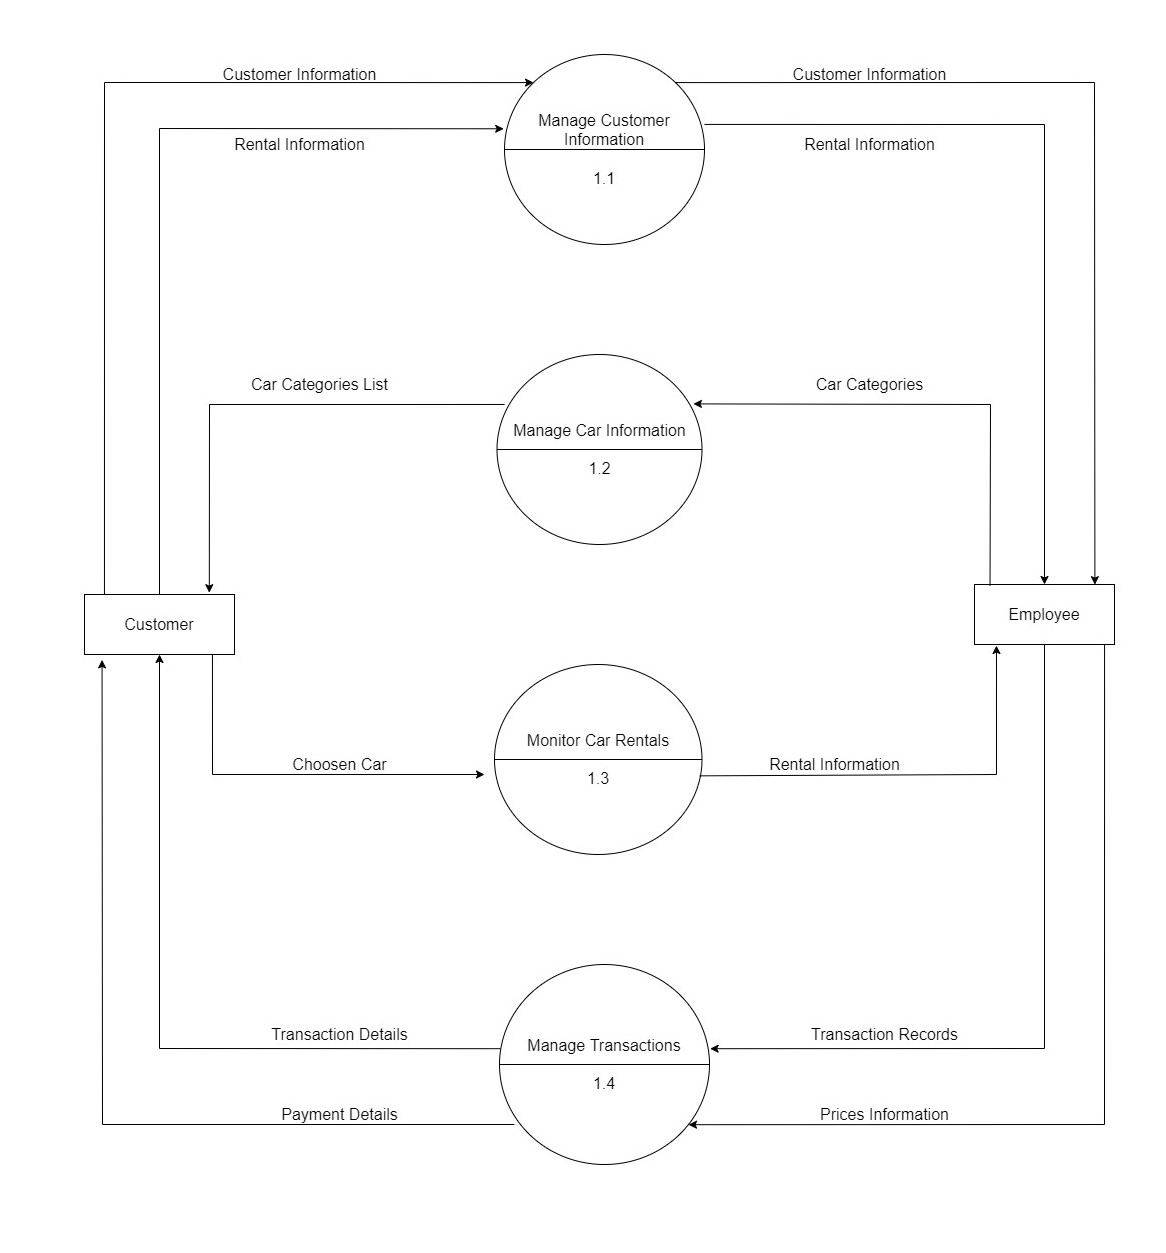 Customer Information
Customer Information
Manage Customer
Information
Rental Information
Rental Information
1.1
Car Categories List
Car Categories
Manage Car Information
1.2
Customer
Employee
Monitor Car Rentals
Choosen Car
Rental Information
1.3
Transaction Details
Transaction Records
Manage Transactions
1.4
Payment Details
Prices Information